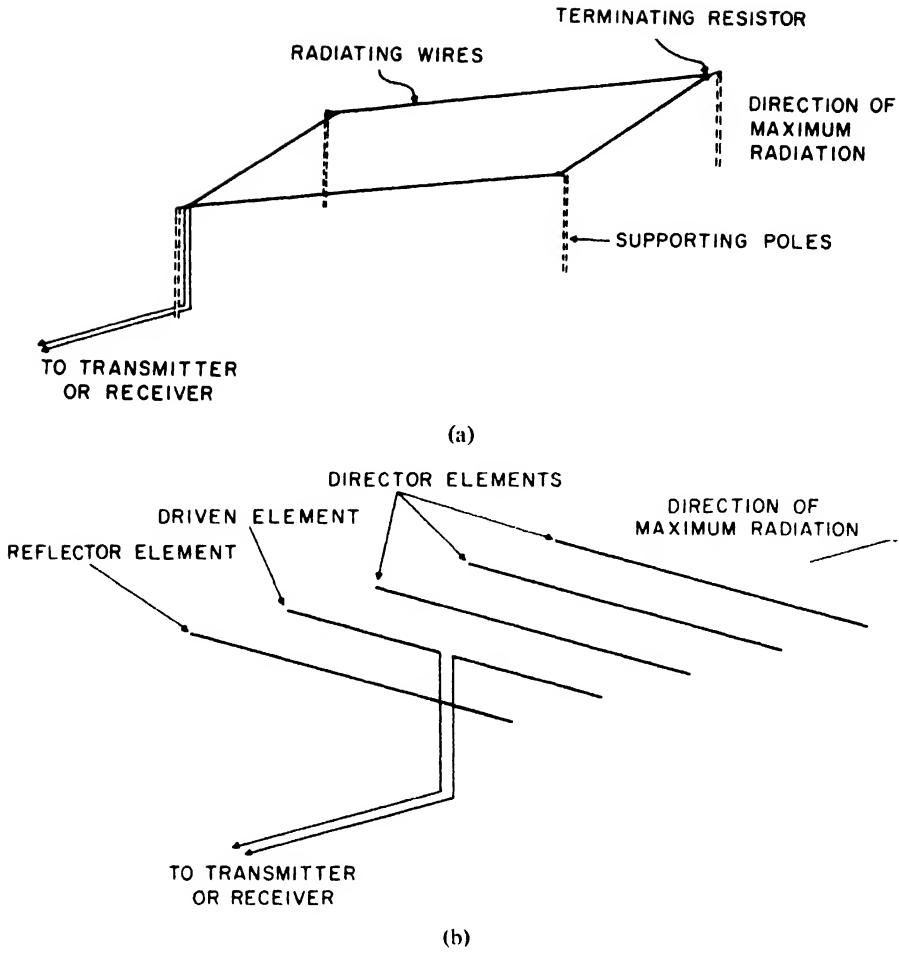 TERMINATING RESISTOR
RADIATING WIRES
DIRECTION OF
MAXIMUM
RADIATION
SUPPORTING POLES
TO TRANSMITTER
OR RECEIVER
(a)
DIRECTOR ELEMENTS
DIRECTION OF
MAXIMUM RADIATION
DRIVEN ELEMENT
REFLECTOR ELEMENT
TO TRANSMITTER
OR RECEIVER
(b)